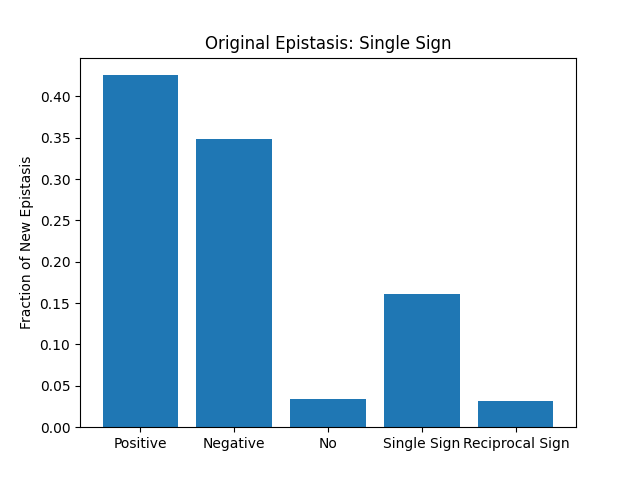 Original Epistasis: Single Sign
Fraction of New Epistasis
0.40
0.35
0.30
0.25
0.20
0.15
0.10
0.05
0.00
Positive
Negative
No
Single Sign
Reciprocal Sign